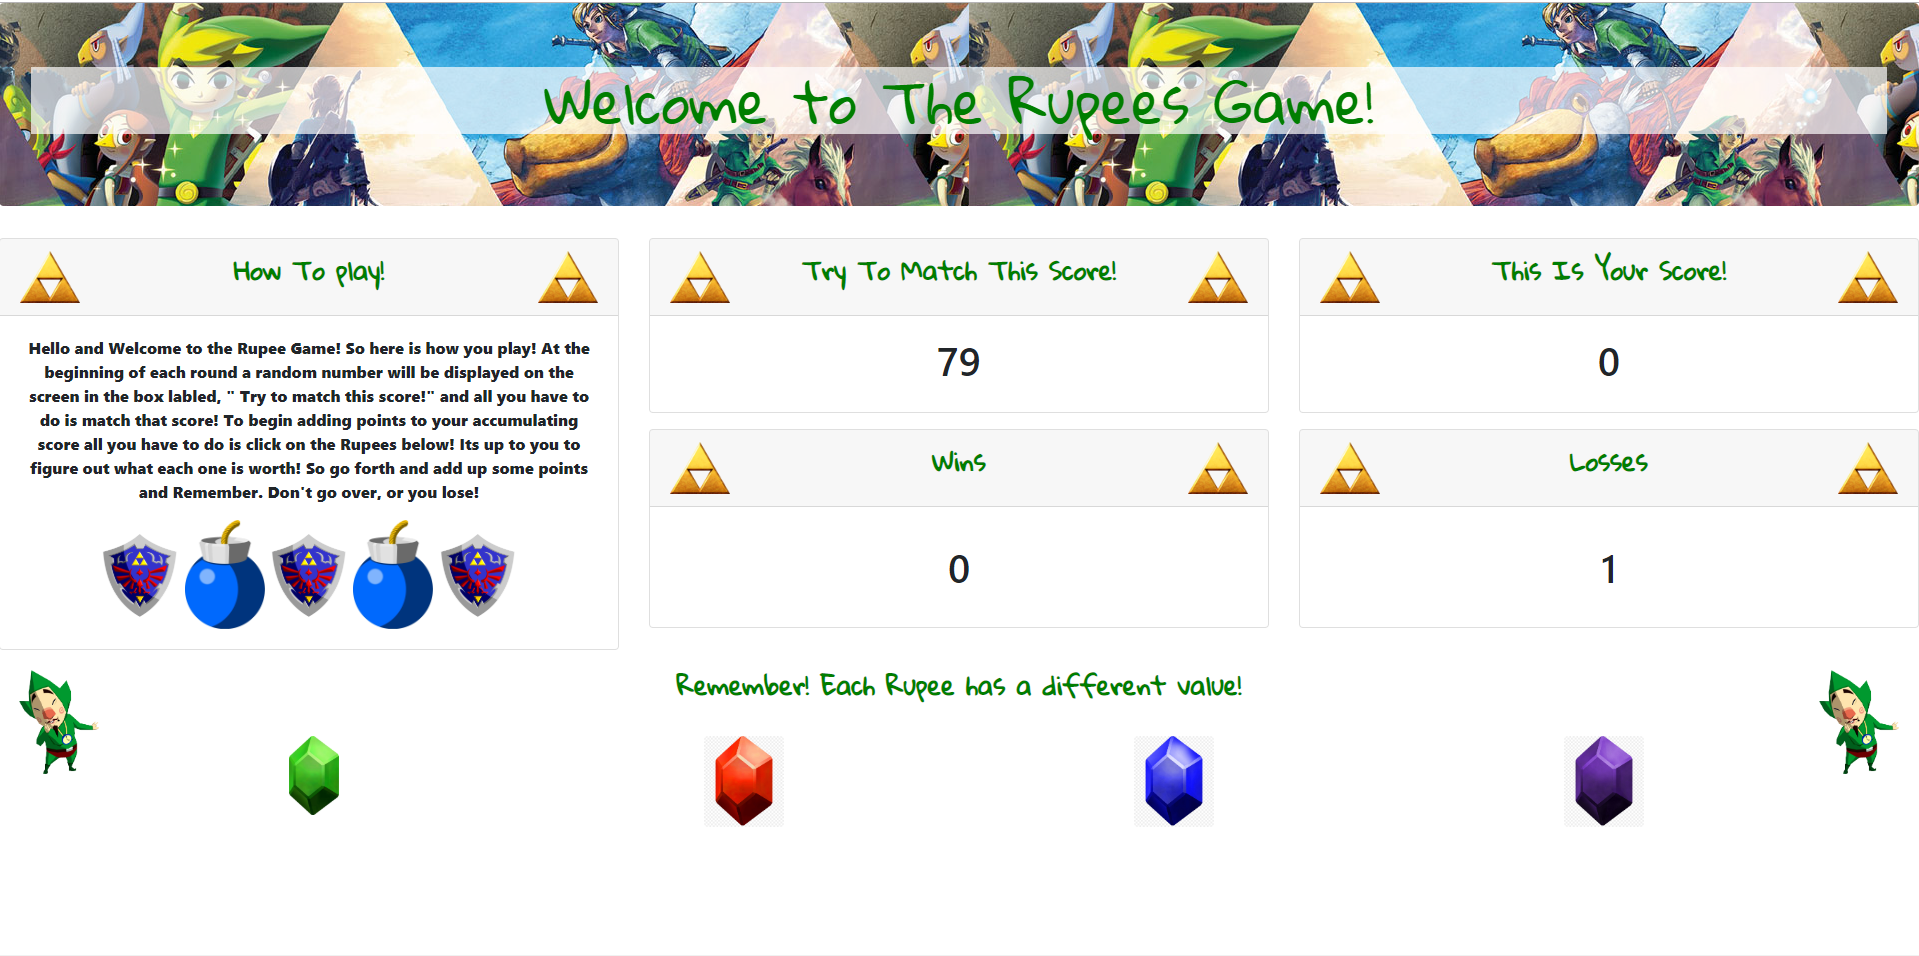 Welcome to The Rupees Game!
How To play!
Hello and Welcome to the Rupee Game! So here is how you play! At the
beginning of each round a random number will be displayed on the
screen in the box labled, " Try to match this score!" and all you have to
do is match that score! To begin adding points to your accumulating
score all you have to do is click on the Rupees below! Its up to you to
figure out what each one is worth! So go forth and add up some points
and Remember. Don't go over, or you lose!
Try To Match This Score!
79
This Is Your Score!
0
Wins
0
Losses
1
Remember! Each Rupee has a different value!